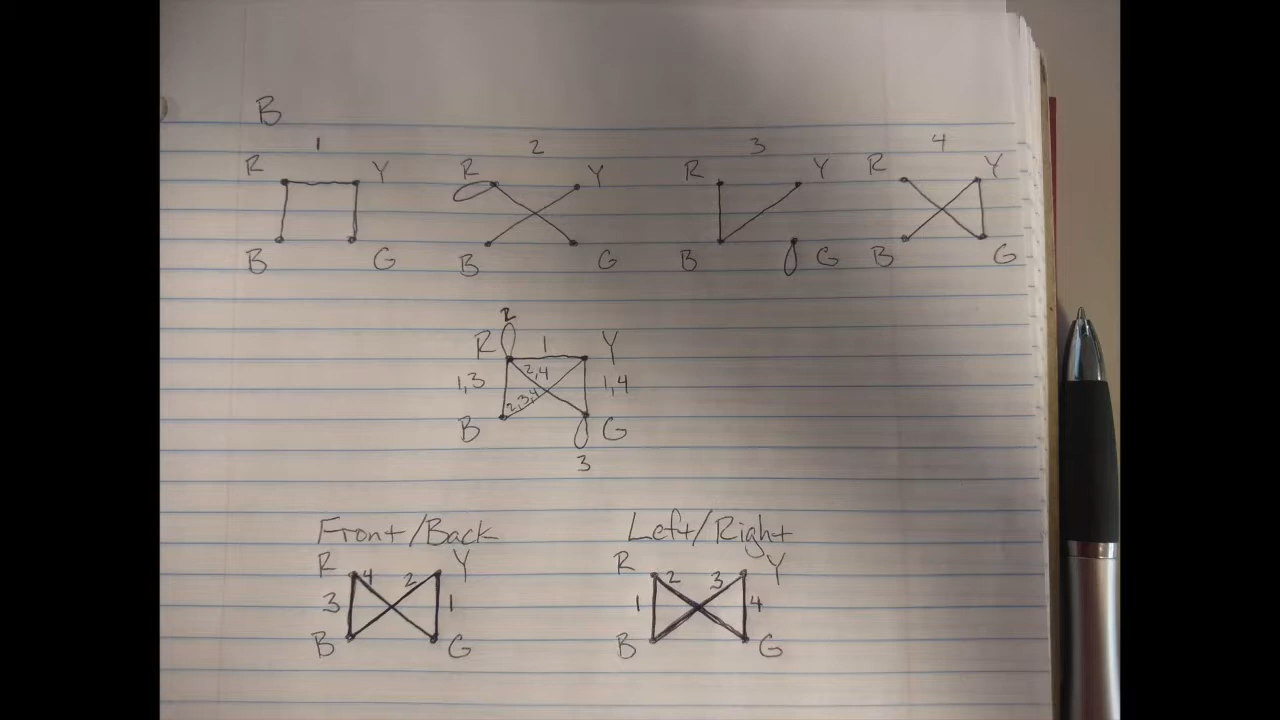 B
1 2 3 4
R Y R Y R Y R Y
B G B G B G B G
2
R 1 Y
1,3 2,4 1,4
2,3,4
B G
3
Front/Back Left/Right
R Y R Y
4 2 2 3
3 1 1 4
B G B G